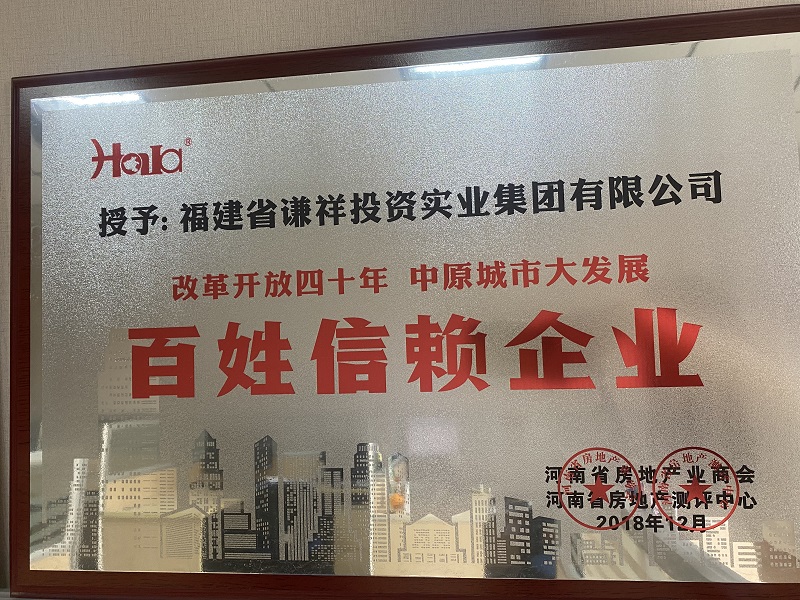 Halla®
授予: 福建省谦祥投资实业集团有限公司
改革开放四十年 中原城市大发展
百姓信赖企业
河南省房地产业商会
河南省房地产测评中心
2018年12月